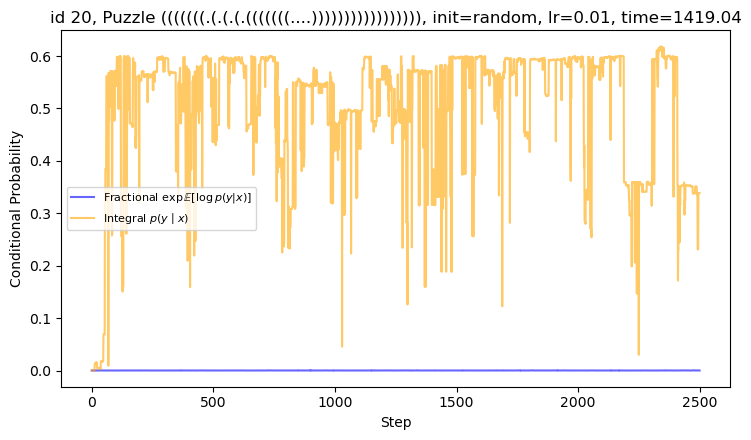 id 20, Puzzle (((((((.(.(.(.(((((((....))))))))))))))))), init=random, lr=0.01, time=1419.04
Conditional Probability
0.6
0.5
0.4
0.3
0.2
0.1
0.0
Fractional exp𝔼[log p(y|x)]
Integral p(y | x)
0
500
1000
1500
2000
2500
Step